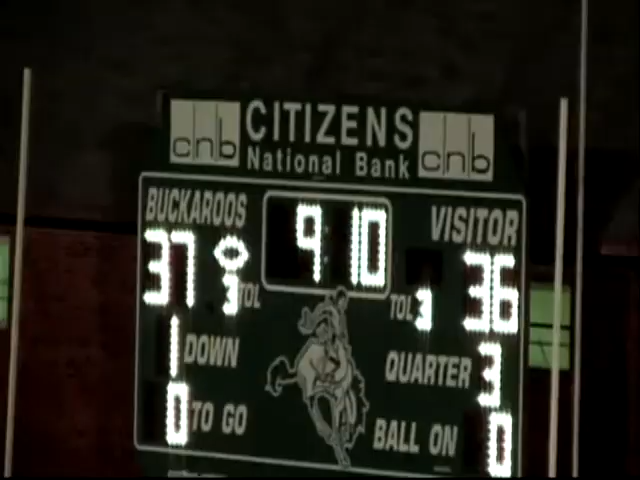 cnb CITIZENS cnb
National Bank
BUCKAROOS 9:10 VISITOR
37 3 TOL TOL 3 36
1 DOWN QUARTER 3
0 TO GO BALL ON 0